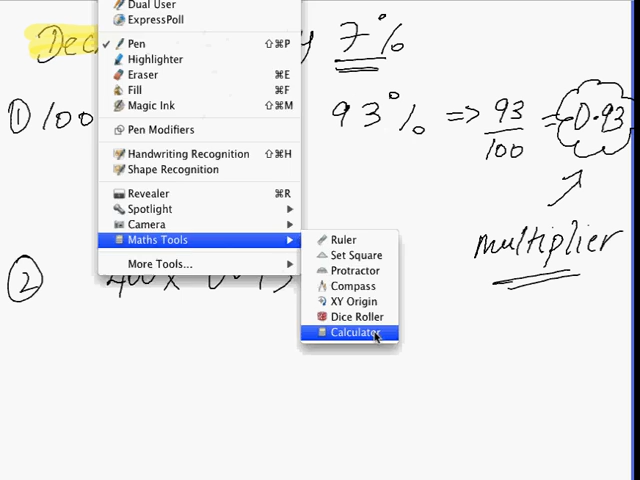 Dual User
ExpressPoll
Dec y 7%
Pen ⇧⌘P
Highlighter
Eraser ⌘E
Fill ⌘F
Magic Ink ⇧⌘M
① 100 93% => 93/100 = 0.93
Pen Modifiers
Handwriting Recognition ⇧⌘H
Shape Recognition
Revealer ⌘R
Spotlight
Camera
Maths Tools
More Tools...
multiplier
Ruler
Set Square
Protractor
Compass
XY Origin
Dice Roller
Calculator
② 400 x